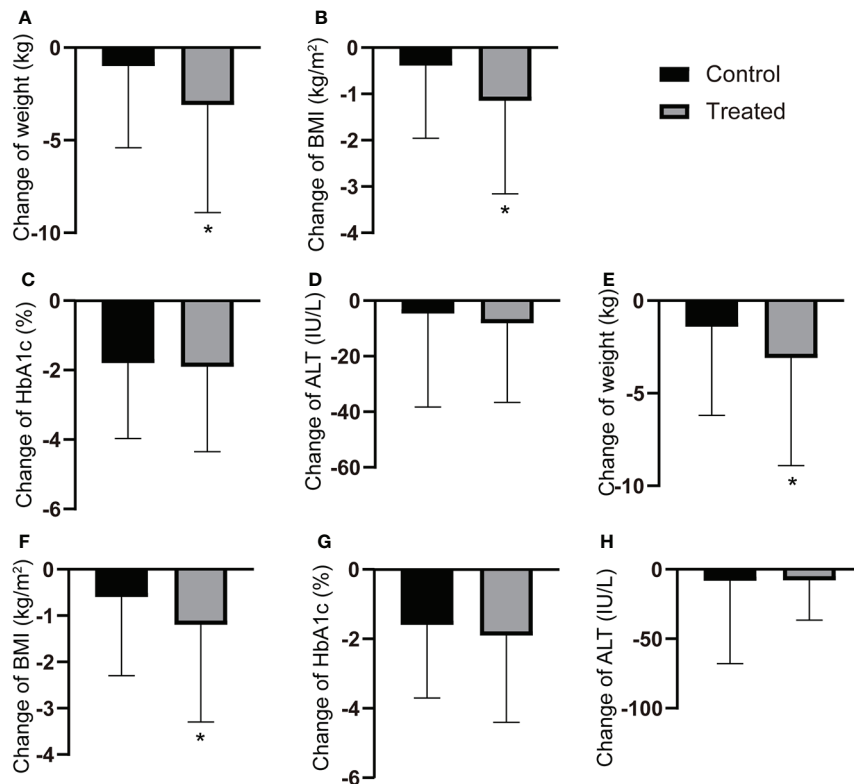 A
Change of weight (kg)
0
-5
-10
*
B
Change of BMI (kg/m²)
0
-1
-2
-3
-4
*
Control
Treated
C
Change of HbA1c (%)
0
-2
-4
-6
D
Change of ALT (IU/L)
0
-20
-40
-60
E
Change of weight (kg)
0
-5
-10
*
F
Change of BMI (kg/m²)
0
-1
-2
-3
-4
*
G
Change of HbA1c (%)
0
-2
-4
-6
H
Change of ALT (IU/L)
0
-50
-100